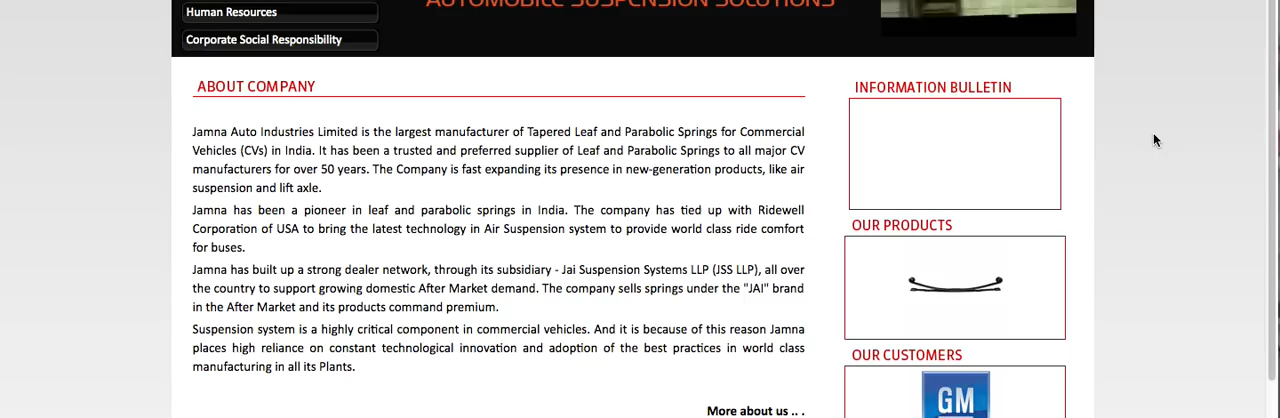 Human Resources
AUTOMOBILE SUSPENSION SOLUTIONS
Corporate Social Responsibility
ABOUT COMPANY
Jamna Auto Industries Limited is the largest manufacturer of Tapered Leaf and Parabolic Springs for Commercial
Vehicles (CVs) in India. It has been a trusted and preferred supplier of Leaf and Parabolic Springs to all major CV
manufacturers for over 50 years. The Company is fast expanding its presence in new-generation products, like air
suspension and lift axle.
Jamna has been a pioneer in leaf and parabolic springs in India. The company has tied up with Ridewell
Corporation of USA to bring the latest technology in Air Suspension system to provide world class ride comfort
for buses.
Jamna has built up a strong dealer network, through its subsidiary - Jai Suspension Systems LLP (JSS LLP), all over
the country to support growing domestic After Market demand. The company sells springs under the "JAI" brand
in the After Market and its products command premium.
Suspension system is a highly critical component in commercial vehicles. And it is because of this reason Jamna
places high reliance on constant technological innovation and adoption of the best practices in world class
manufacturing in all its Plants.
More about us .. .
INFORMATION BULLETIN
OUR PRODUCTS
OUR CUSTOMERS
GM